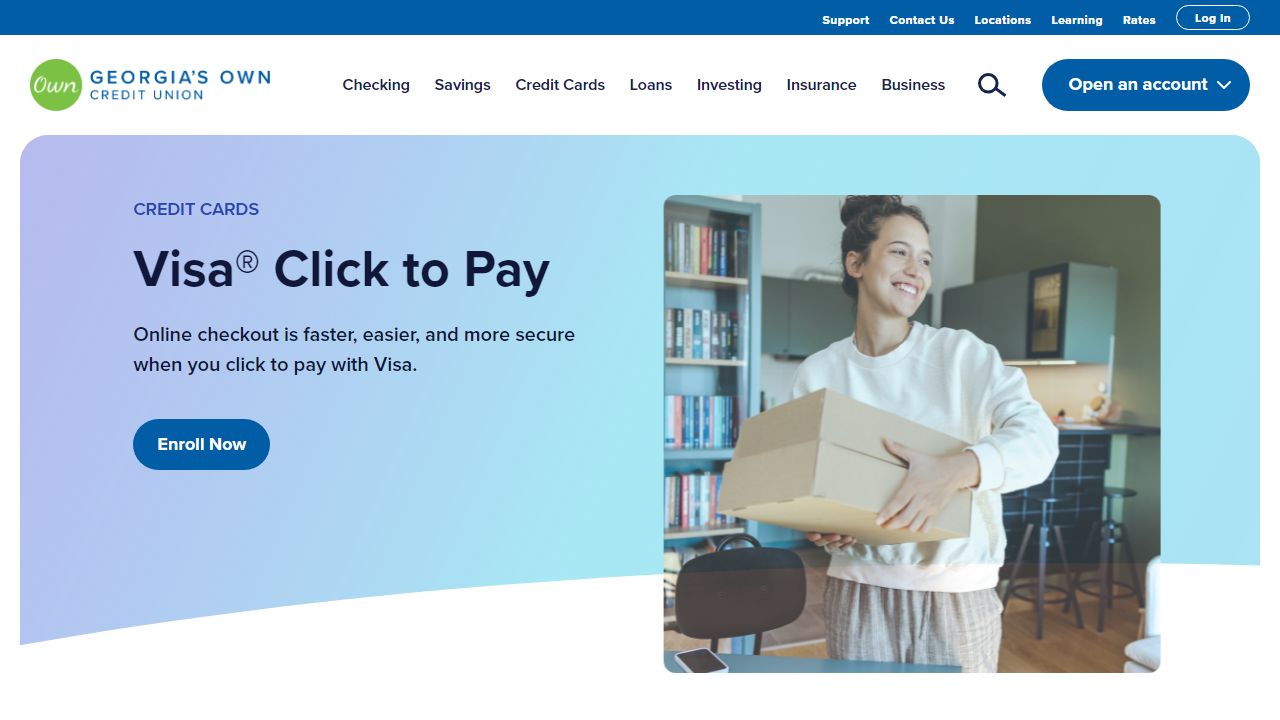 Support Contact Us Locations Learning Rates Log In
Own GEORGIA'S OWN
CREDIT UNION
Checking Savings Credit Cards Loans Investing Insurance Business Open an account
CREDIT CARDS
Visa® Click to Pay
Online checkout is faster, easier, and more secure
when you click to pay with Visa.
Enroll Now